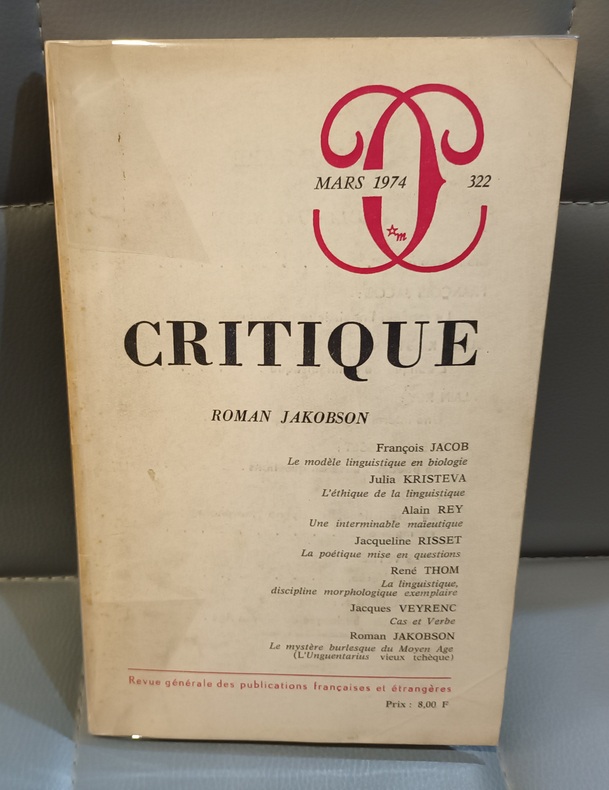 MARS 1974 322
m
CRITIQUE
ROMAN JAKOBSON
François JACOB
Le modèle linguistique en biologie
Julia KRISTEVA
L'éthique de la linguistique
Alain REY
Une interminable maïeutique
Jacqueline RISSET
La poétique mise en questions
René THOM
La linguistique,
discipline morphologique exemplaire
Jacques VEYRENC
Cas et Verbe
Roman JAKOBSON
Le mystère burlesque du Moyen Age
(L'Unguentarius vieux tchèque)
Revue générale des publications françaises et étrangères
Prix : 8,00 F